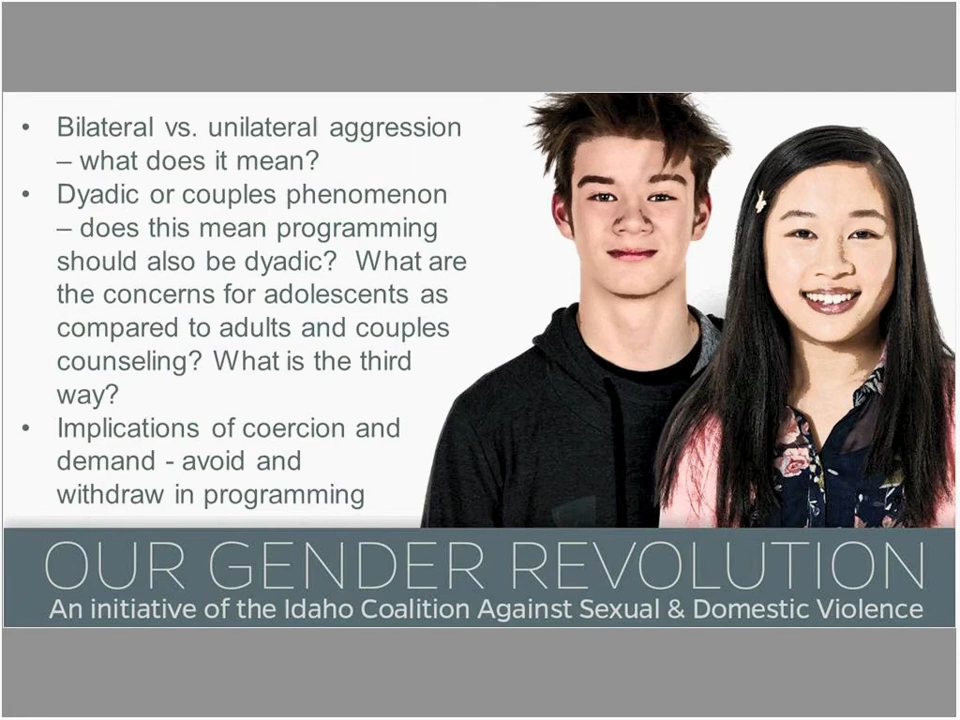 • Bilateral vs. unilateral aggression
– what does it mean?
• Dyadic or couples phenomenon
– does this mean programming
should also be dyadic?  What are
the concerns for adolescents as
compared to adults and couples
counseling? What is the third
way?
• Implications of coercion and
demand - avoid and
withdraw in programming
OUR GENDER REVOLUTION
An initiative of the Idaho Coalition Against Sexual & Domestic Violence